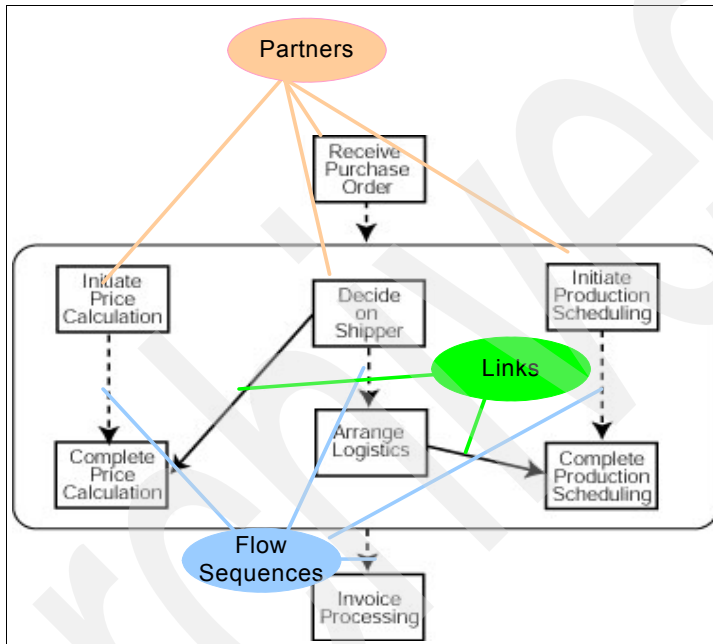 Partners
Receive
Purchase
Order
Initiate
Price
Calculation
Decide
on
Shipper
Initiate
Production
Scheduling
Links
Complete
Price
Calculation
Arrange
Logistics
Complete
Production
Scheduling
Flow
Sequences
Invoice
Processing